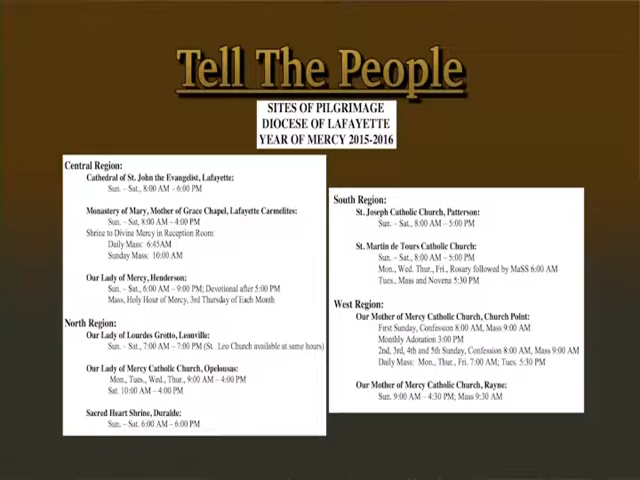 Tell The People
SITES OF PILGRIMAGE
DIOCESE OF LAFAYETTE
YEAR OF MERCY 2015-2016
Central Region:
Cathedral of St. John the Evangelist, Lafayette:
Sun. – Sat., 8:00 AM – 6:00 PM
Monastery of Mary, Mother of Grace Chapel, Lafayette Carmelites:
Sun. – Sat, 8:00 AM – 4:00 PM
Shrine to Divine Mercy in Reception Room:
Daily Mass: 6:45AM
Sunday Mass: 10:00 AM
Our Lady of Mercy, Henderson:
Sun. – Sat., 6:00 AM – 9:00 PM; Devotional after 5:00 PM
Mass, Holy Hour of Mercy, 3rd Thursday of Each Month
North Region:
Our Lady of Lourdes Grotto, Leonville:
Sun. – Sat., 7:00 AM – 7:00 PM (St. Leo Church available at same hours)
Our Lady of Mercy Catholic Church, Opelousas:
Mon., Tues., Wed., Thur., 9:00 AM – 4:00 PM
Sat. 10:00 AM – 4:00 PM
Sacred Heart Shrine, Duralde:
Sun. – Sat. 6:00 AM – 6:00 PM
South Region:
St. Joseph Catholic Church, Patterson:
Sun. – Sat., 8:00 AM – 5:00 PM
St. Martin de Tours Catholic Church:
Sun. – Sat., 8:00 AM – 5:00 PM
Mon., Wed. Thur., Fri., Rosary followed by MaSS 6:00 AM
Tues., Mass and Novena 5:30 PM
West Region:
Our Mother of Mercy Catholic Church, Church Point:
First Sunday, Confession 8:00 AM, Mass 9:00 AM
Monthly Adoration 3:00 PM
2nd, 3rd, 4th and 5th Sunday, Confession 8:00 AM, Mass 9:00 AM
Daily Mass: Mon., Thur., Fri. 7:00 AM; Tues. 5:30 PM
Our Mother of Mercy Catholic Church, Rayne:
Sun. 9:00 AM – 4:30 PM; Mass 9:30 AM